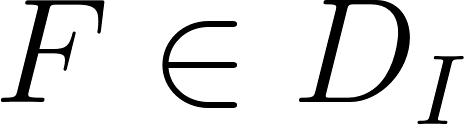 F ∈ D_I